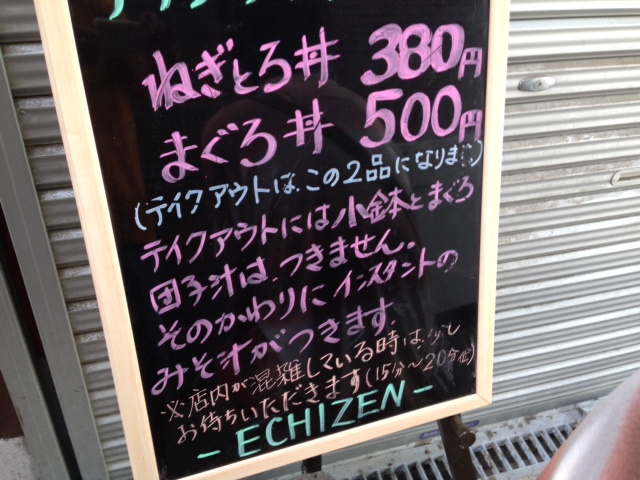 ねぎとろ丼 380円
まぐろ丼 500円
(テイクアウトは、この2品になります)
テイクアウトには小鉢とまぐろ
団子汁は、つきません。
そのかわりに インスタントの
みそ汁がつきます。
※店内が混雑している時は、少し
お待ちいただきます(15分〜20分位)
- ECHIZEN -